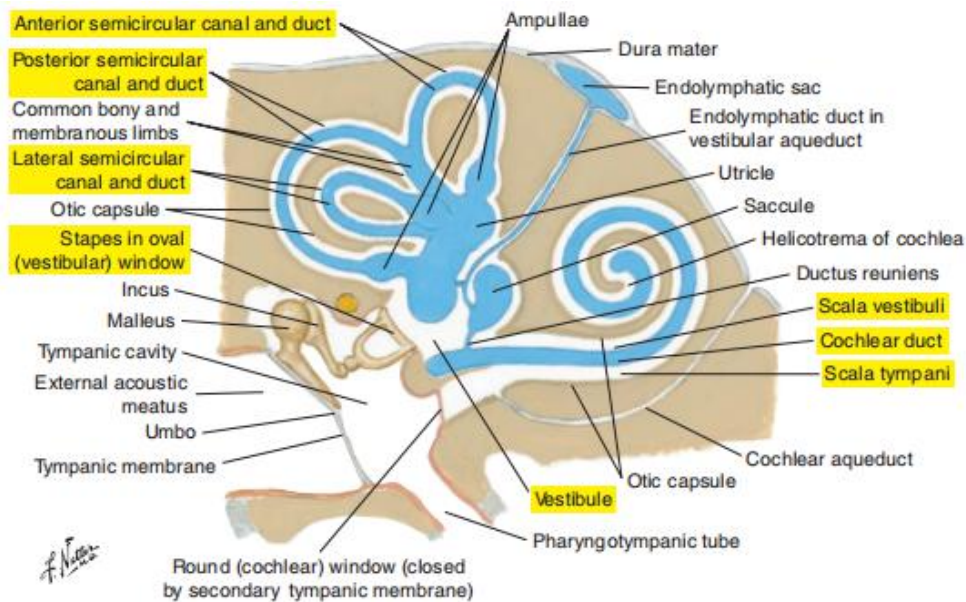 Anterior semicircular canal and duct
Posterior semicircular
canal and duct
Common bony and
membranous limbs
Lateral semicircular
canal and duct
Otic capsule
Stapes in oval
(vestibular) window
Incus
Malleus
Tympanic cavity
External acoustic
meatus
Umbo
Tympanic membrane
Ampullae
Dura mater
Endolymphatic sac
Endolymphatic duct in
vestibular aqueduct
Utricle
Saccule
Helicotrema of cochlea
Ductus reuniens
Scala vestibuli
Cochlear duct
Scala tympani
Cochlear aqueduct
Otic capsule
Vestibule
Pharyngotympanic tube
Round (cochlear) window (closed
by secondary tympanic membrane)